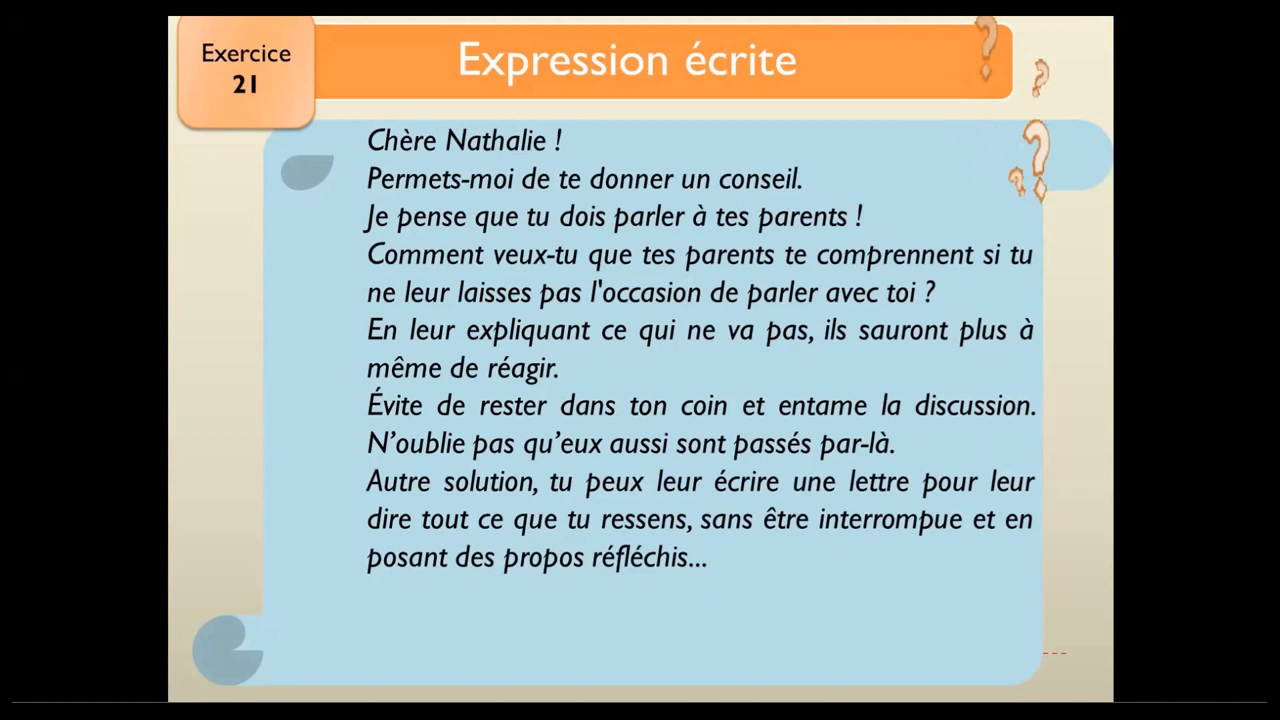 Exercice
21
Expression écrite
Chère Nathalie !
Permets-moi de te donner un conseil.
Je pense que tu dois parler à tes parents !
Comment veux-tu que tes parents te comprennent si tu
ne leur laisses pas l'occasion de parler avec toi ?
En leur expliquant ce qui ne va pas, ils sauront plus à
même de réagir.
Évite de rester dans ton coin et entame la discussion.
N’oublie pas qu’eux aussi sont passés par-là.
Autre solution, tu peux leur écrire une lettre pour leur
dire tout ce que tu ressens, sans être interrompue et en
posant des propos réfléchis...